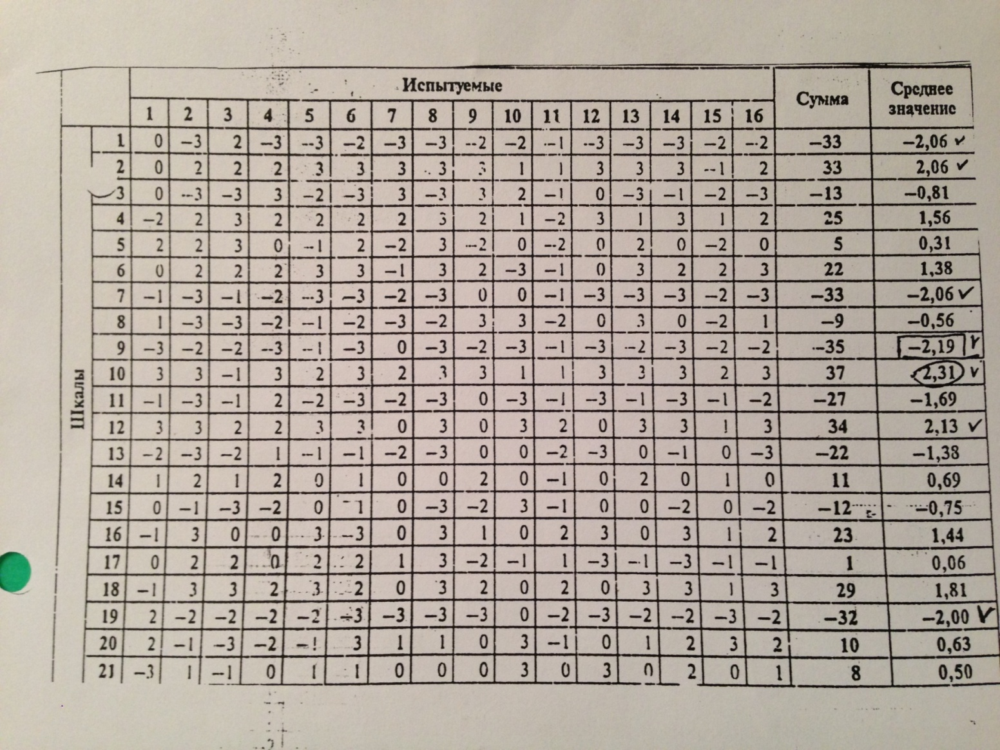 Испытуемые Сумма Среднее значение
1 2 3 4 5 6 7 8 9 10 11 12 13 14 15 16
Шкалы
1 0 −3 2 −3 --3 −2 −3 −3 --2 −2 --1 --3 −3 −3 −2 --2 −33 −2,06 ✓
2 0 2 2 2 3 3 3 3 3 1 1 3 3 3 --1 2 33 2,06 ✓
3 0 --3 −3 3 −2 −3 3 −3 3 2 −1 0 −3 −1 −2 −3 −13 −0,81
4 −2 2 3 2 2 2 2 3 2 1 −2 3 1 3 1 2 25 1,56
5 2 2 3 0 --1 2 −2 3 --2 0 --2 0 2 0 −2 0 5 0,31
6 0 2 2 2 3 3 −1 3 2 −3 −1 0 3 2 2 3 22 1,38
7 −1 −3 −1 −2 --3 −3 −2 −3 0 0 −1 −3 −3 −3 −2 −3 −33 −2,06 ✓
8 1 −3 −3 −2 −1 −2 −3 −2 3 3 −2 0 3 0 −2 1 −9 −0,56
9 −3 −2 −2 --3 --1 −3 0 −3 −2 −3 −1 −3 --2 −3 −2 −2 --35 −2,19 ✓
10 3 3 −1 3 2 3 2 3 3 1 1 3 3 3 2 3 37 2,31 ✓
11 −1 −3 −1 2 −2 −3 −2 −3 0 −3 −1 −3 −1 −3 −1 −2 −27 −1,69
12 3 3 2 2 3 3 0 3 0 3 2 0 3 3 1 3 34 2,13 ✓
13 −2 −3 −2 1 --1 −1 −2 −3 0 0 −2 −3 0 −1 0 −3 −22 −1,38
14 1 2 1 2 0 1 0 0 2 0 −1 0 2 0 1 0 11 0,69
15 0 −1 −3 −2 0 1 0 −3 −2 3 −1 0 0 −2 0 −2 −12 −0,75
16 −1 3 0 0 3 −3 0 3 1 0 2 3 0 3 1 2 23 1,44
17 0 2 2 0 2 2 1 3 −2 −1 1 −3 --1 −3 −1 −1 1 0,06
18 −1 3 3 2 3 2 0 3 2 0 2 0 3 3 1 3 29 1,81
19 2 −2 −2 −2 −2 −3 −3 −3 −3 0 −2 −3 −2 −2 −3 −2 −32 −2,00 ✓
20 2 −1 −3 −2 −1 3 1 1 0 3 −1 0 1 2 3 2 10 0,63
21 −3 1 −1 0 1 1 0 0 0 3 0 3 0 2 0 1 8 0,50